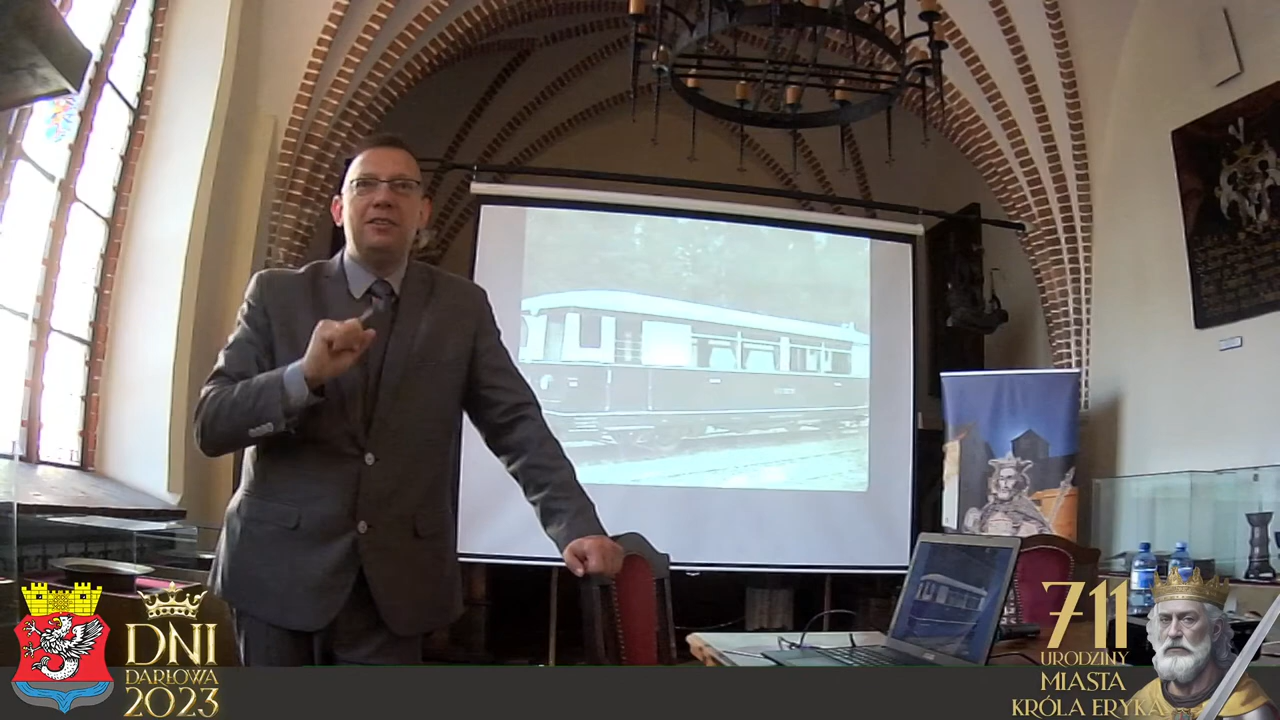 DNI
DARŁOWA
2023
711
URODZINY
MIASTA
KRÓLA ERYKA